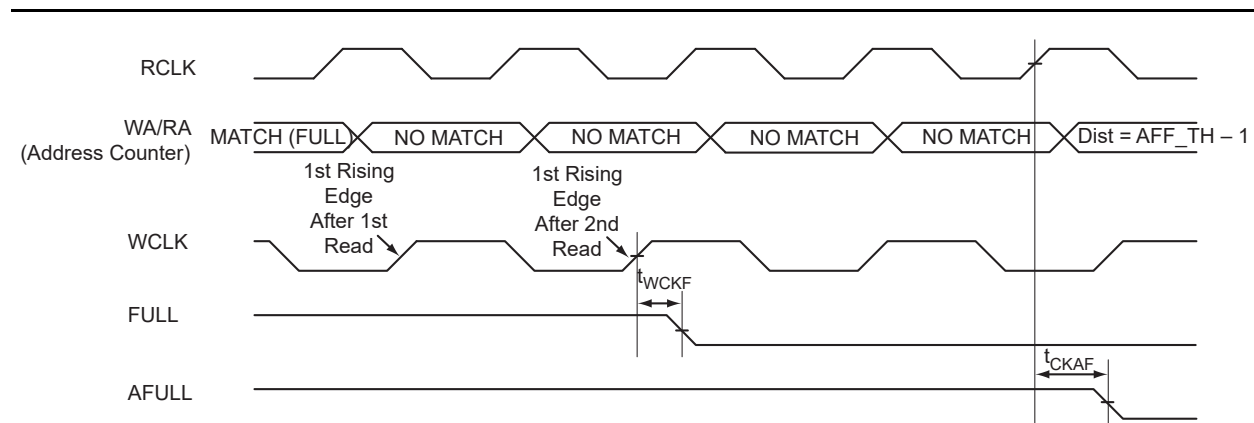 RCLK
WA/RA
(Address Counter)
MATCH (FULL)
NO MATCH
NO MATCH
NO MATCH
NO MATCH
Dist = AFF_TH – 1
1st Rising
Edge
After 1st
Read
1st Rising
Edge
After 2nd
Read
WCLK
tWCKF
FULL
tCKAF
AFULL